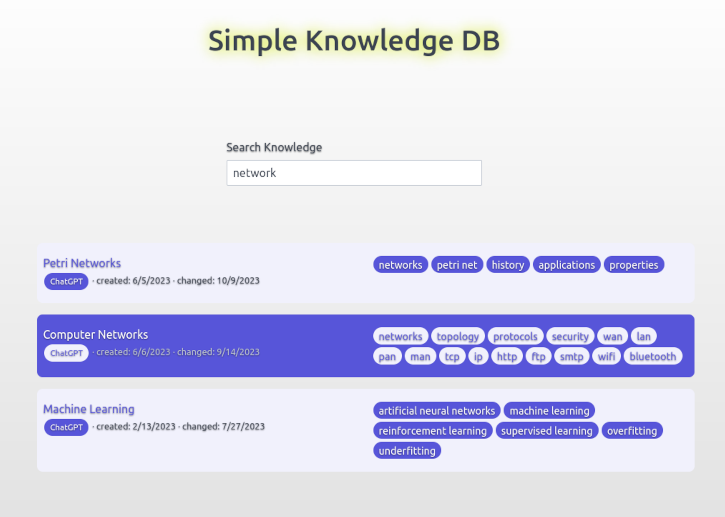 Simple Knowledge DB
Search Knowledge
network
Petri Networks
ChatGPT · created: 6/5/2023 · changed: 10/9/2023
networks petri net history applications properties
Computer Networks
ChatGPT · created: 6/6/2023 · changed: 9/14/2023
networks topology protocols security wan lan
pan man tcp ip http ftp smtp wifi bluetooth
Machine Learning
ChatGPT · created: 2/13/2023 · changed: 7/27/2023
artificial neural networks machine learning
reinforcement learning supervised learning overfitting
underfitting